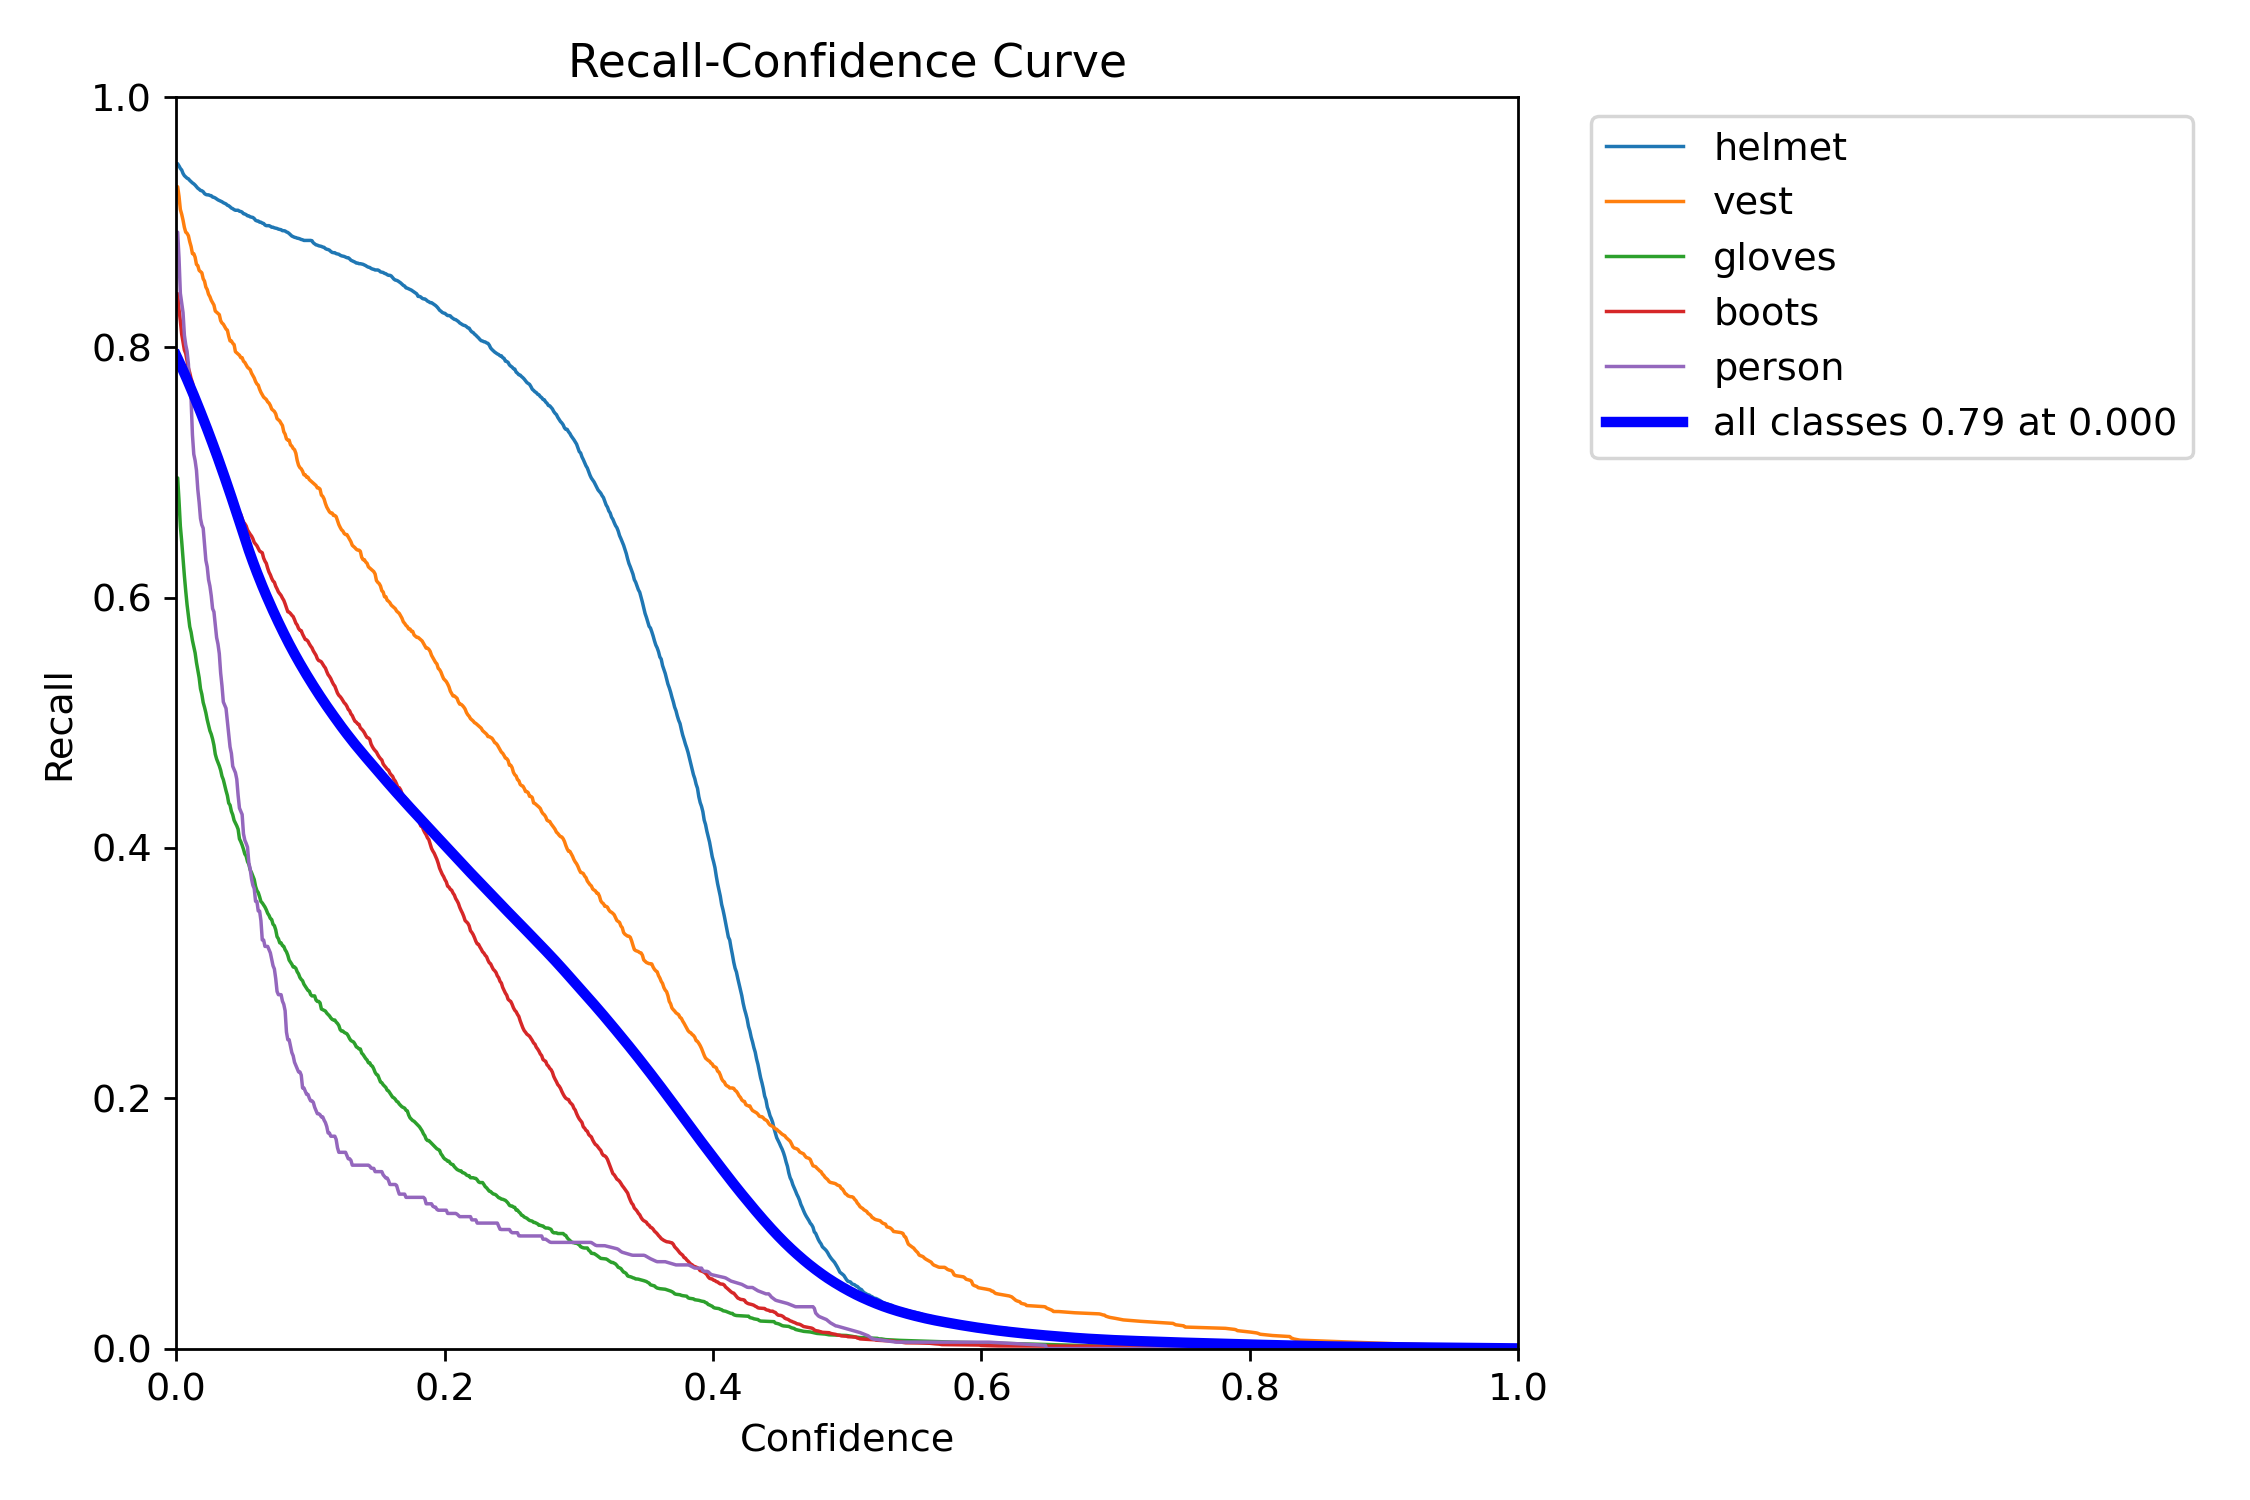 Recall-Confidence Curve
1.0
0.8
0.6
0.4
0.2
0.0
Recall
0.0 0.2 0.4 0.6 0.8 1.0
Confidence
helmet
vest
gloves
boots
person
all classes 0.79 at 0.000